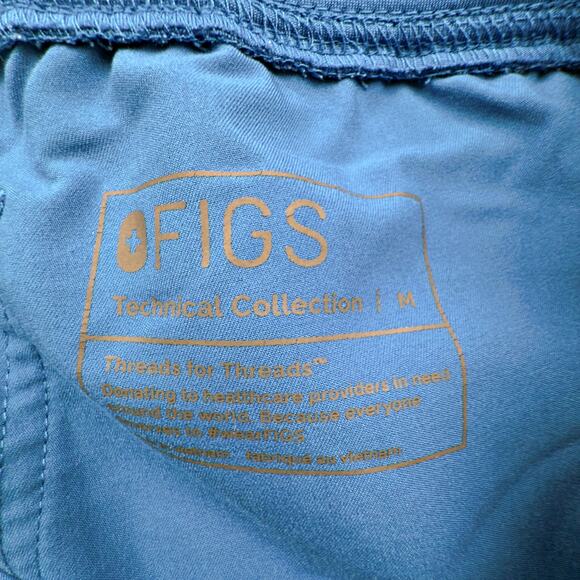 FIGS
Technical Collection | M
Threads for Threads™
Donating to healthcare providers in need
around the world. Because everyone
to #wearFIGS
fabriqué au vietnam